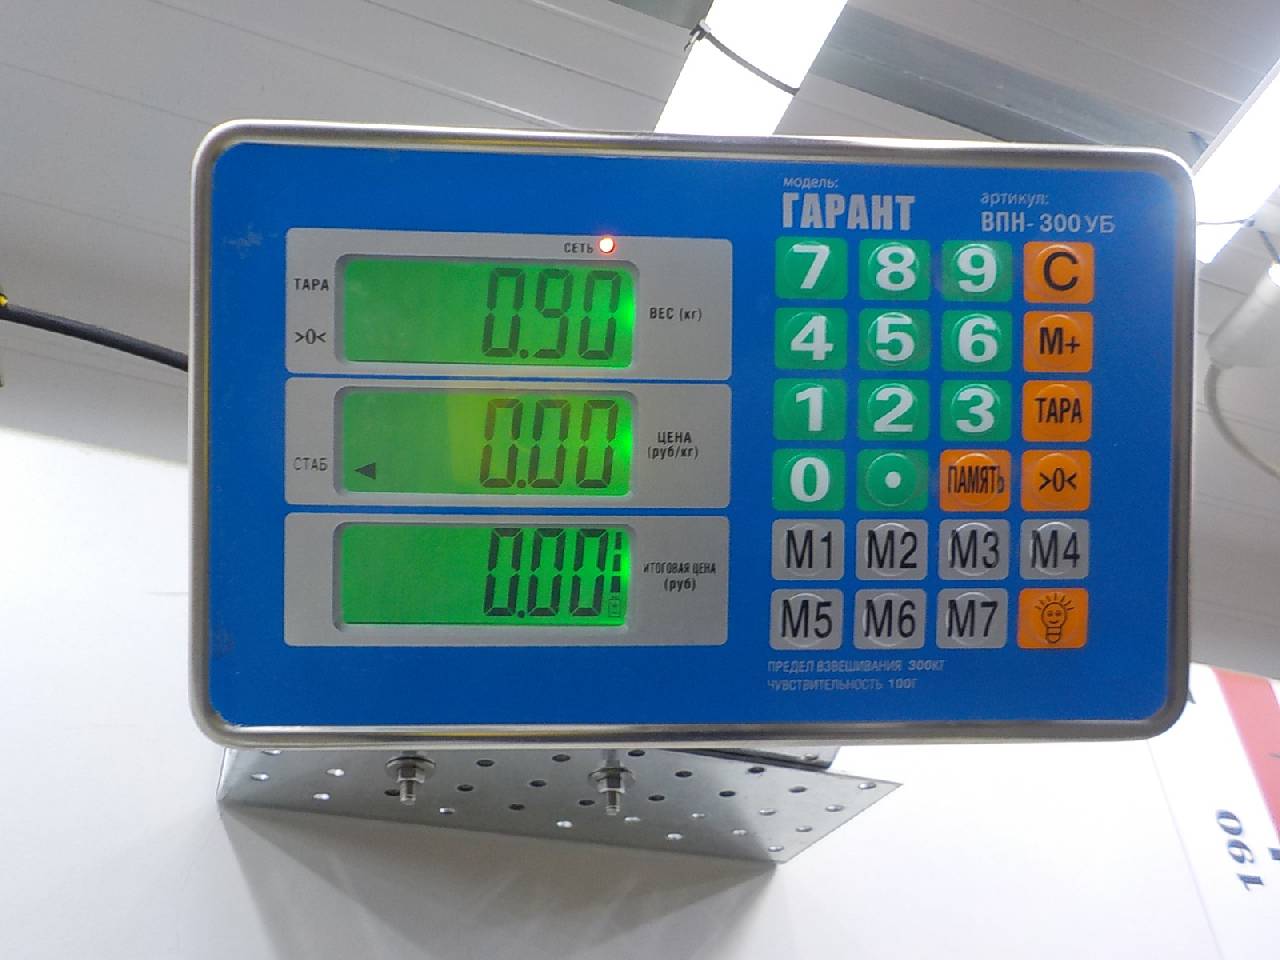 модель:
ГАРАНТ
артикул:
ВПН- 300 УБ
СЕТЬ
ТАРА
>0<
0.90
ВЕС (кг)
СТАБ
0.00
ЦЕНА
(руб/кг)
0.00
ИТОГОВАЯ ЦЕНА
(руб)
7 8 9 C
4 5 6 M+
1 2 3 ТАРА
0 . ПАМЯТЬ >0<
M1 M2 M3 M4
M5 M6 M7
ПРЕДЕЛ ВЗВЕШИВАНИЯ 300КГ
ЧУВСТВИТЕЛЬНОСТЬ 100Г
190